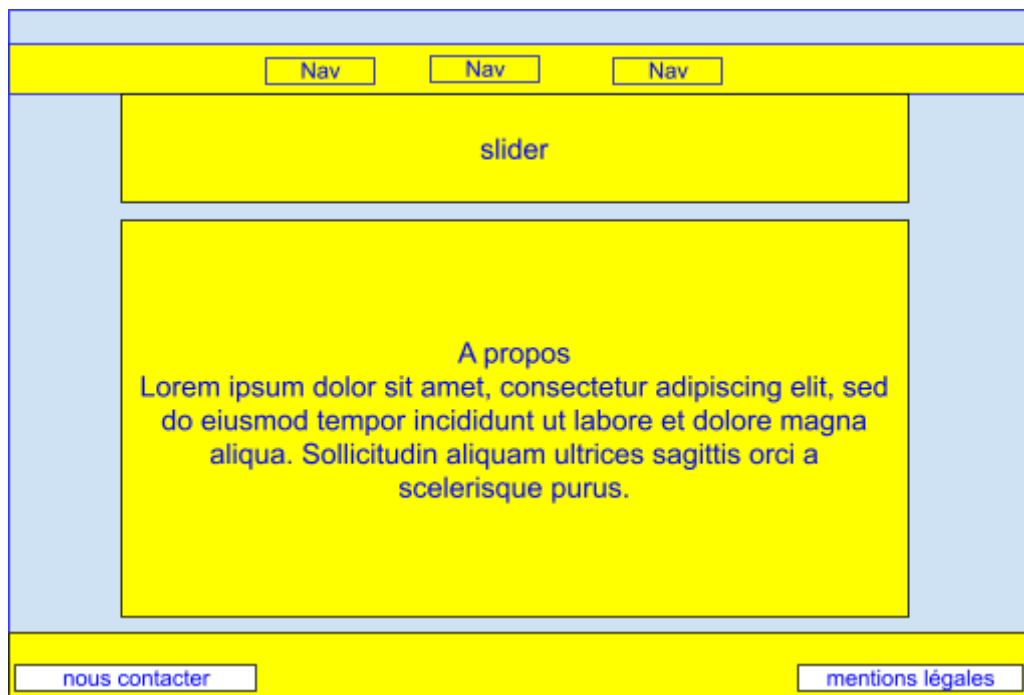 Nav Nav Nav
slider
A propos
Lorem ipsum dolor sit amet, consectetur adipiscing elit, sed
do eiusmod tempor incididunt ut labore et dolore magna
aliqua. Sollicitudin aliquam ultrices sagittis orci a
scelerisque purus.
nous contacter mentions légales